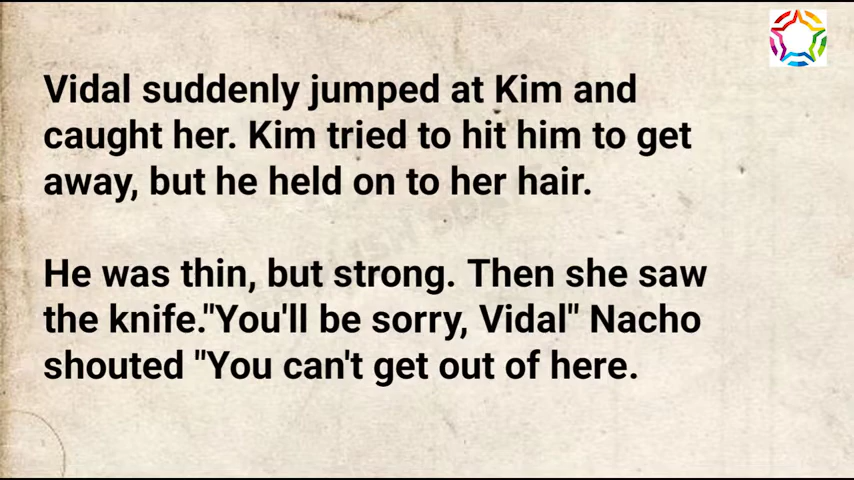 Vidal suddenly jumped at Kim and
caught her. Kim tried to hit him to get
away, but he held on to her hair.
He was thin, but strong. Then she saw
the knife."You'll be sorry, Vidal" Nacho
shouted "You can't get out of here.